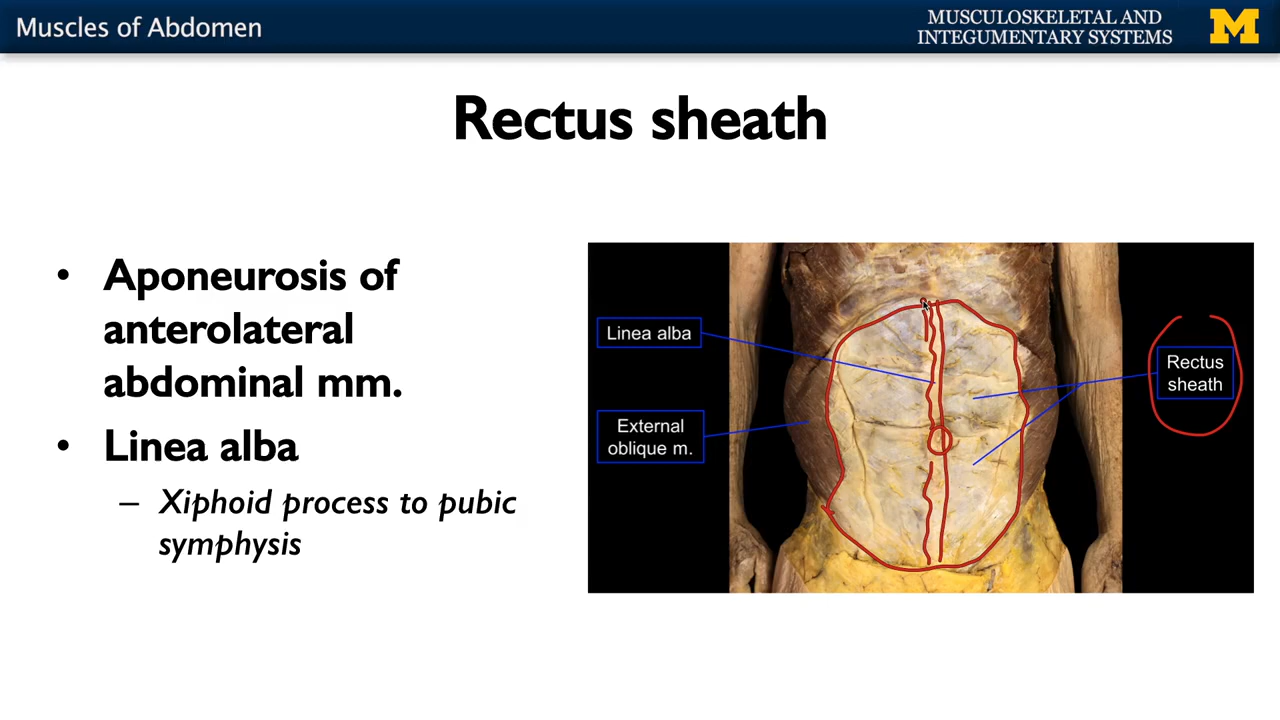 Muscles of Abdomen
MUSCULOSKELETAL AND
INTEGUMENTARY SYSTEMS
M
Rectus sheath
• Aponeurosis of
anterolateral
abdominal mm.
• Linea alba
– Xiphoid process to pubic
symphysis
Linea alba
External
oblique m.
Rectus
sheath